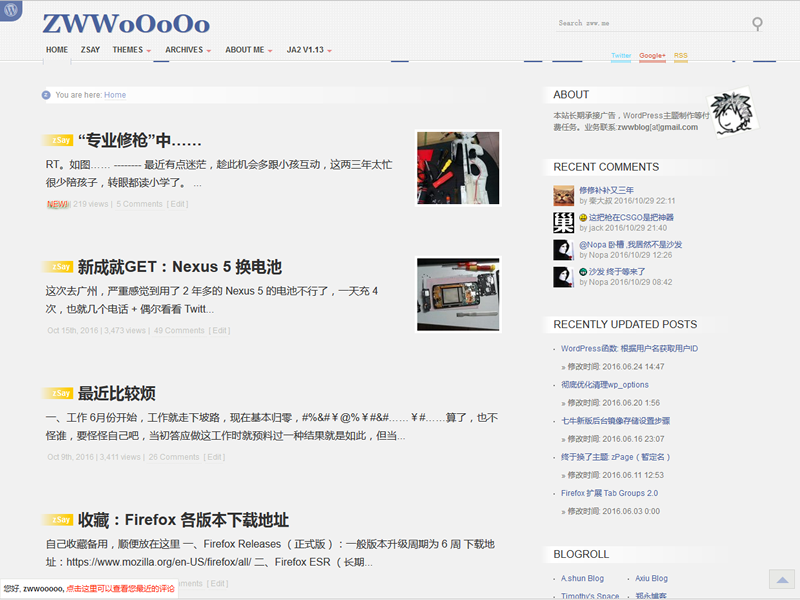 ZWWoOoOo
Search zww.me
HOME ZSAY THEMES ARCHIVES ABOUT ME JA2 V1.13
Twitter Google+ RSS
You are here: Home
zSay “专业修枪”中……
RT。如图…… -------- 最近有点迷茫，趁此机会多跟小孩互动，这两三年太忙
很少陪孩子，转眼都读小学了。 ...
NEW! | 219 views | 5 Comments [ Edit ]
zSay 新成就GET：Nexus 5 换电池
这次去广州，严重感觉到用了 2 年多的 Nexus 5 的电池不行了，一天充 4
次，也就几个电话 + 偶尔看看 Twitt...
Oct 15th, 2016 | 3,473 views | 49 Comments [ Edit ]
zSay 最近比较烦
一、工作 6月份开始，工作就走下坡路，现在基本归零，#%&#￥@%￥#&#……￥#……算了，也不
怪谁，要怪怪自己吧，当初答应做这工作时就预料过一种结果就是如此，但当...
Oct 9th, 2016 | 3,411 views | 26 Comments [ Edit ]
zSay 收藏：Firefox 各版本下载地址
自己收藏备用，顺便放在这里 一、Firefox Releases （ 正式版 ）：一般版本升级周期为 6 周 下载地
址：https://www.mozilla.org/en-US/firefox/all/ 二、Firefox ESR （ 长期...
ments [ Edit ]
您好, zwwooooo, 点击这里可以查看您最近的评论
ABOUT
本站长期承接广告，WordPress主题制作等付
费任务。业务联系:zwwblog[at]gmail.com
RECENT COMMENTS
修修补补又三年
by 秦大叔 2016/10/29 22:11
这把枪在CSGO是把神器
by jack 2016/10/29 21:40
@Nopa 卧槽 ,我居然不是沙发
by Nopa 2016/10/29 12:26
沙发 终于等来了
by Nopa 2016/10/29 08:42
RECENTLY UPDATED POSTS
WordPress函数: 根据用户名获取用户ID
» 修改时间: 2016.06.24 14:47
彻底优化清理wp_options
» 修改时间: 2016.06.20 1:56
七牛新版后台镜像存储设置步骤
» 修改时间: 2016.06.16 23:07
终于换了主题: zPage（暂定名）
» 修改时间: 2016.06.11 12:53
Firefox 扩展 Tab Groups 2.0
» 修改时间: 2016.06.03 0:00
BLOGROLL
A.shun Blog Axiu Blog
Timothy's Space